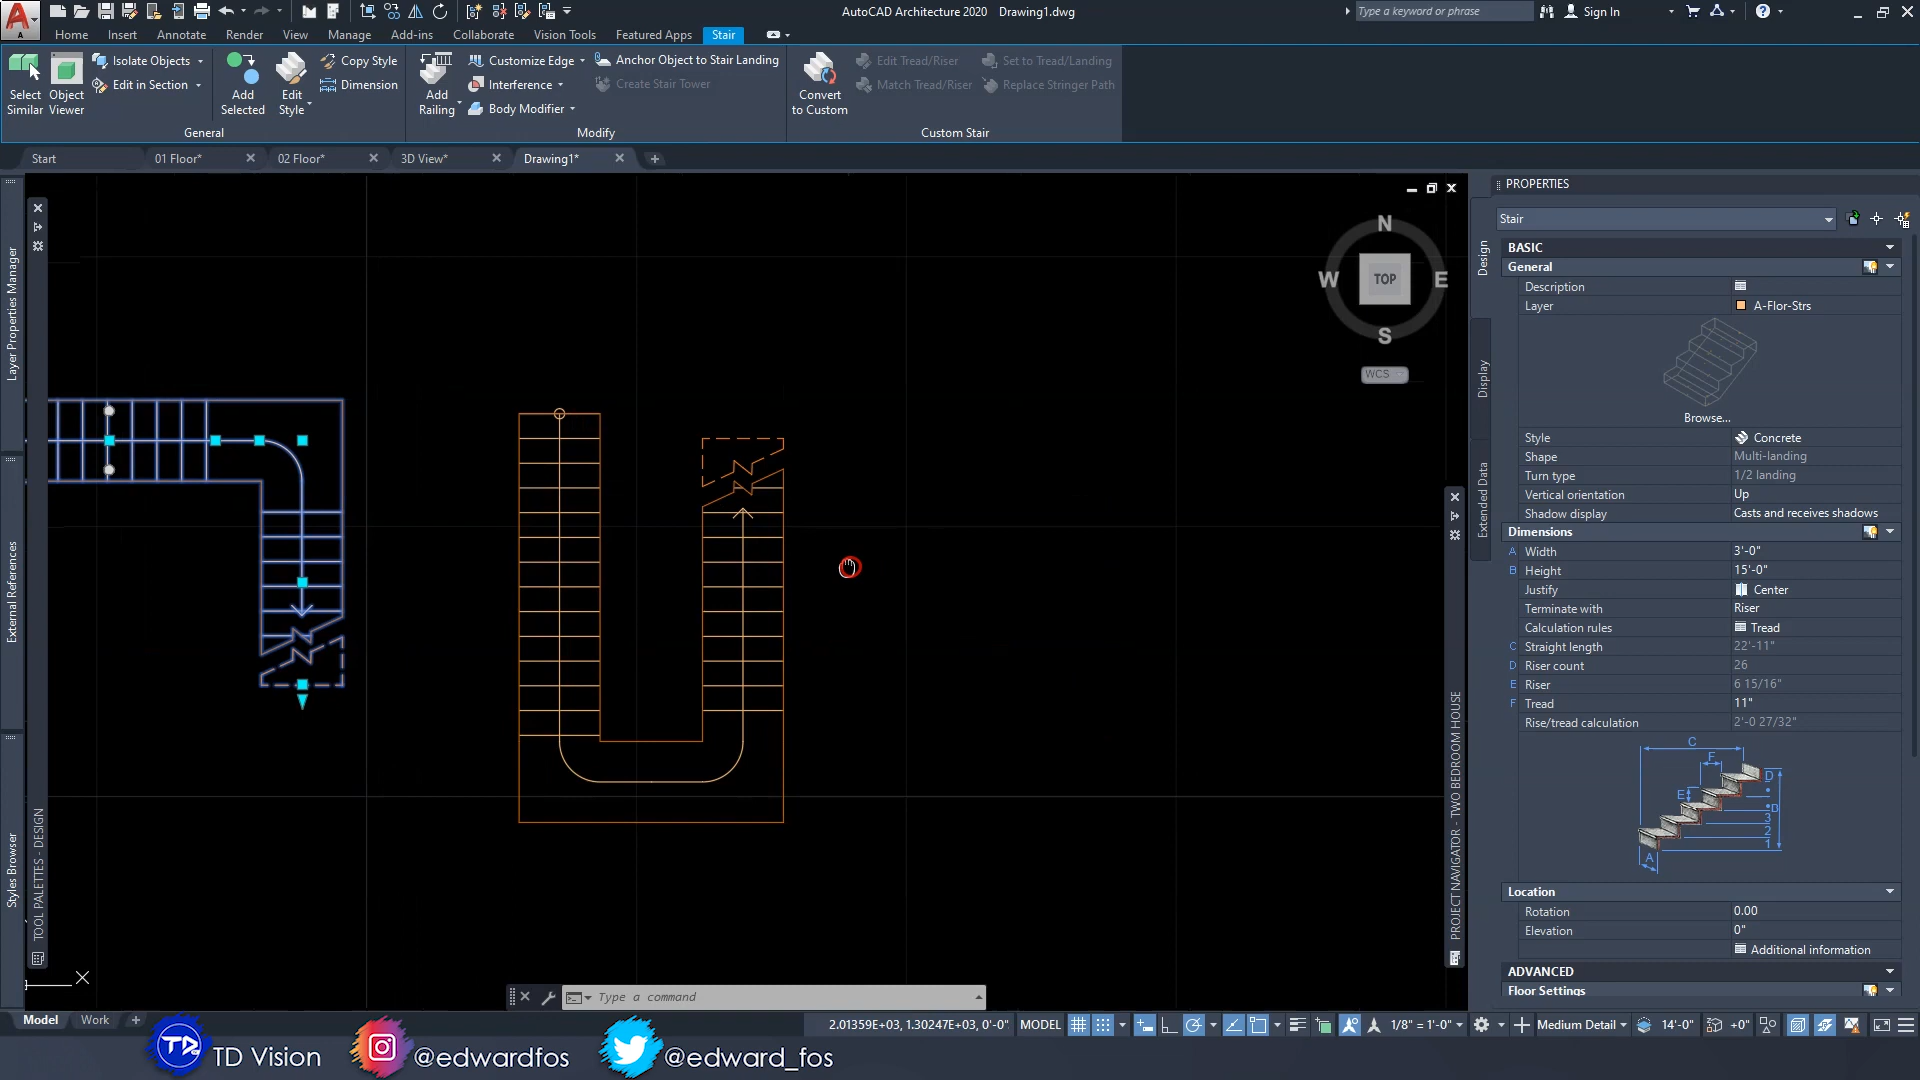 AutoCAD Architecture 2020 Drawing1.dwg
Type a keyword or phrase
Sign In
Home Insert Annotate Render View Manage Add-ins Collaborate Vision Tools Featured Apps Stair
Select Similar
Object Viewer
Isolate Objects
Edit in Section
General
Add Selected
Edit Style
Copy Style
Dimension
Add Railing
Customize Edge
Interference
Body Modifier
Anchor Object to Stair Landing
Create Stair Tower
Modify
Convert to Custom
Edit Tread/Riser
Match Tread/Riser
Set to Tread/Landing
Replace Stringer Path
Custom Stair
Start 01 Floor* 02 Floor* 3D View* Drawing1*
Layer Properties Manager
External References
Styles Browser
TOOL PALETTES - DESIGN
N
W TOP E
S
WCS
PROJECT NAVIGATOR - TWO BEDROOM HOUSE
Design
Display
Extended Data
PROPERTIES
Stair
BASIC
General
Description
Layer A-Flor-Strs
Browse...
Style Concrete
Shape Multi-landing
Turn type 1/2 landing
Vertical orientation Up
Shadow display Casts and receives shadows
Dimensions
A Width 3'-0"
B Height 15'-0"
Justify Center
Terminate with Riser
Calculation rules Tread
C Straight length 22'-11"
D Riser count 26
E Riser 6 15/16"
F Tread 11"
Rise/tread calculation 2'-0 27/32"
C
F
D
E
B
3
2
1
A
Location
Rotation 0.00
Elevation 0"
Additional information
ADVANCED
Floor Settings
Type a command
Model Work
2.01359E+03, 1.30247E+03, 0'-0" MODEL 1/8" = 1'-0" Medium Detail 14'-0" +0"
TD TD Vision @edwardfos @edward_fos